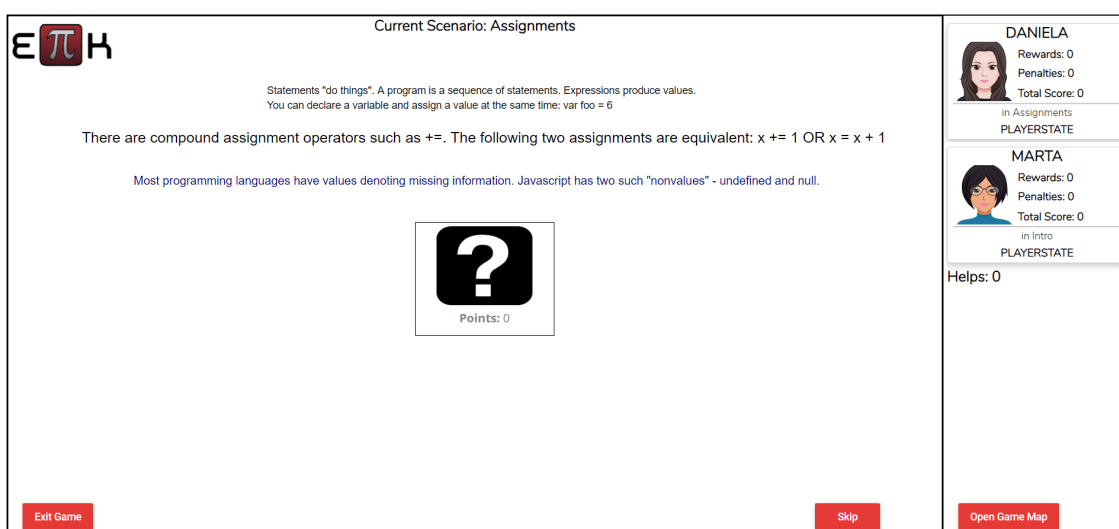 Current Scenario: Assignments
επK
Statements "do things". A program is a sequence of statements. Expressions produce values.
You can declare a variable and assign a value at the same time: var foo = 6
There are compound assignment operators such as +=. The following two assignments are equivalent: x += 1 OR x = x + 1
Most programming languages have values denoting missing information. Javascript has two such "nonvalues" - undefined and null.
?
Points: 0
Exit Game
Skip
DANIELA
Rewards: 0
Penalties: 0
Total Score: 0
in Assignments
PLAYERSTATE
MARTA
Rewards: 0
Penalties: 0
Total Score: 0
in Intro
PLAYERSTATE
Helps: 0
Open Game Map